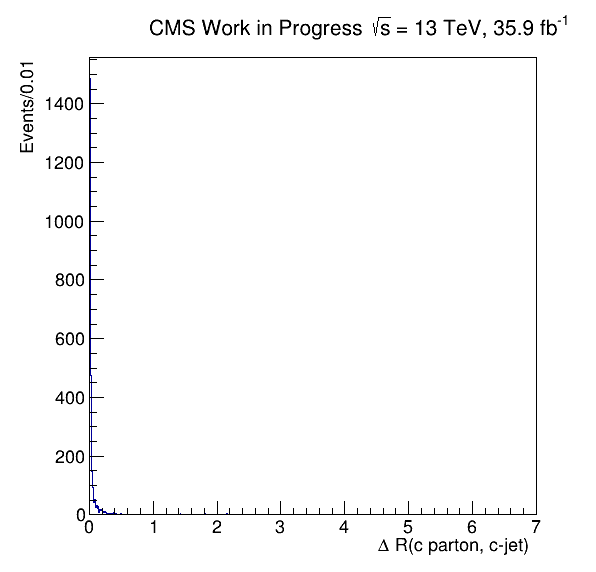 CMS Work in Progress √s = 13 TeV, 35.9 fb⁻¹
Events/0.01
1400
1200
1000
800
600
400
200
0
0 1 2 3 4 5 6 7
Δ R(c parton, c-jet)